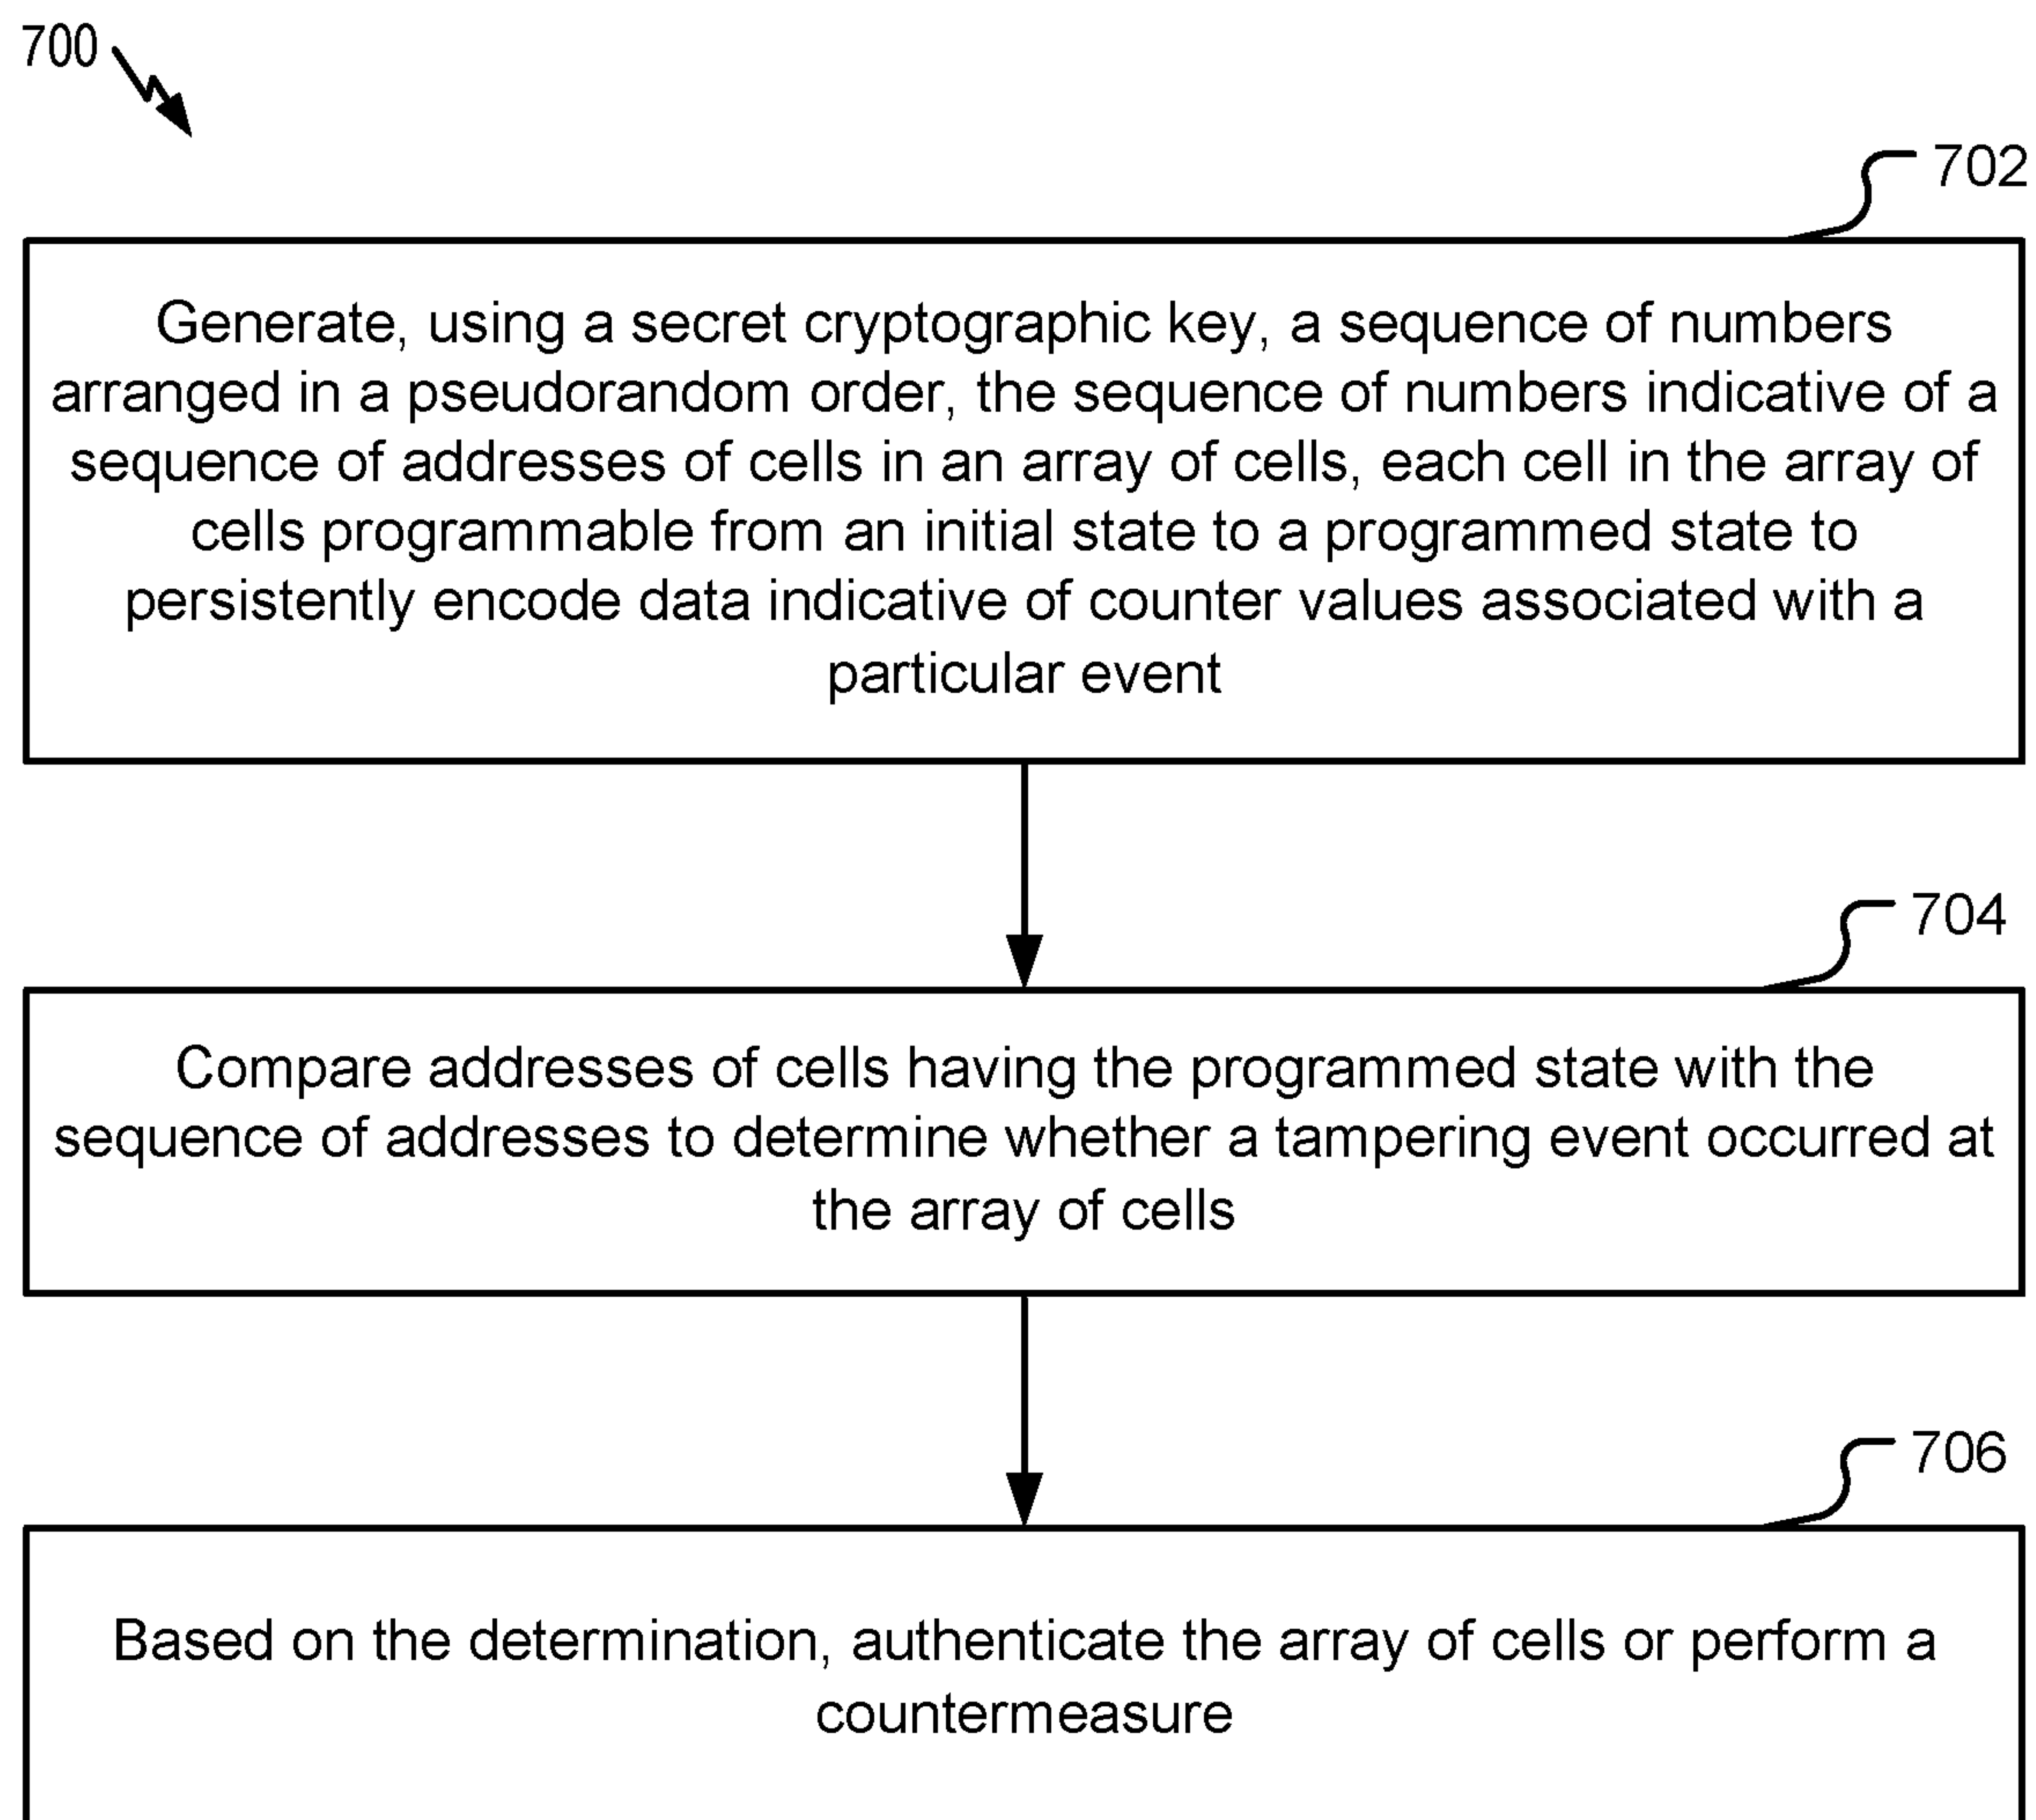 700
702
Generate, using a secret cryptographic key, a sequence of numbers
arranged in a pseudorandom order, the sequence of numbers indicative of a
sequence of addresses of cells in an array of cells, each cell in the array of
cells programmable from an initial state to a programmed state to
persistently encode data indicative of counter values associated with a
particular event
704
Compare addresses of cells having the programmed state with the
sequence of addresses to determine whether a tampering event occurred at
the array of cells
706
Based on the determination, authenticate the array of cells or perform a
countermeasure